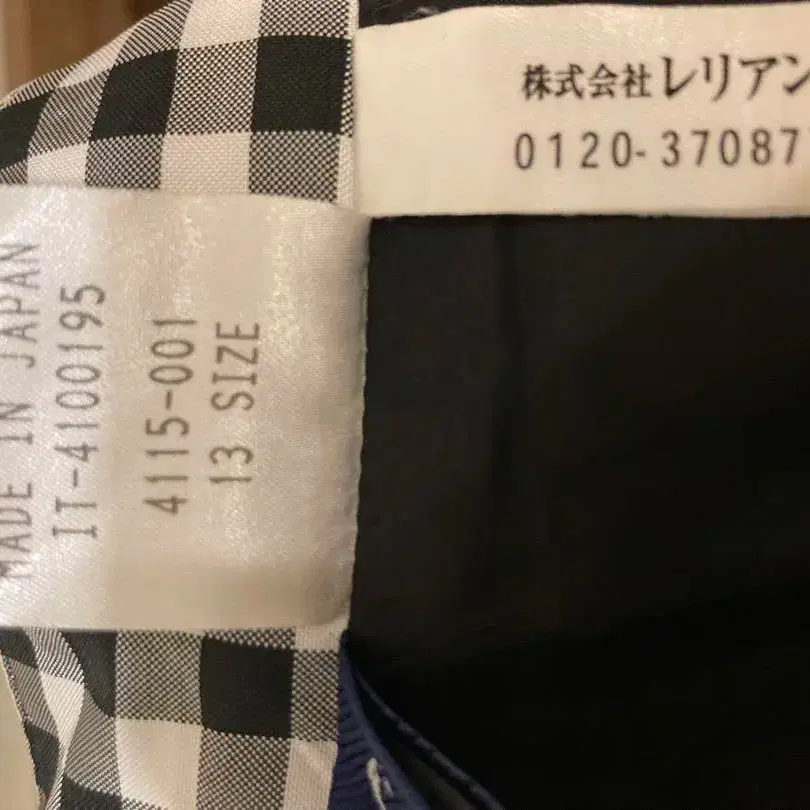 株式会社レリアン
0120-37087
MADE IN JAPAN
IT-4100195
4115-001
13 SIZE